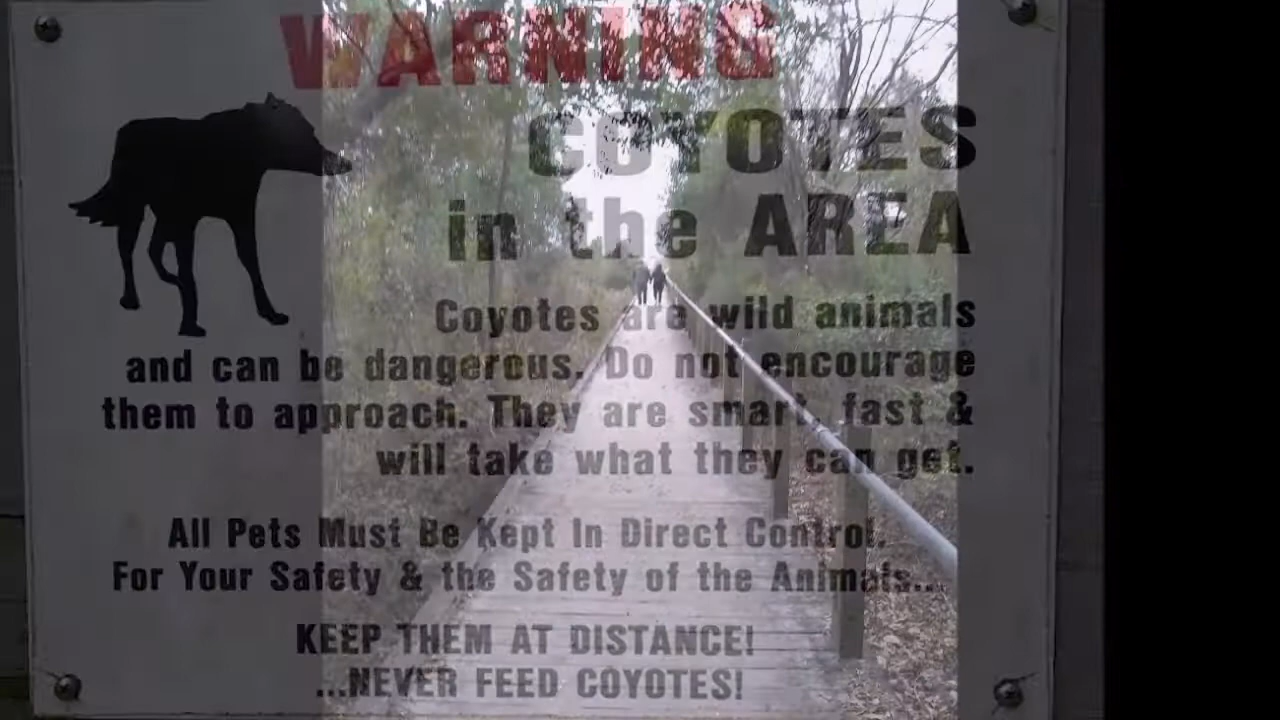 WARNING
COYOTES
in the AREA
Coyotes are wild animals
and can be dangerous. Do not encourage
them to approach. They are smart, fast &
will take what they can get.
All Pets Must Be Kept In Direct Control.
For Your Safety & the Safety of the Animals...
KEEP THEM AT DISTANCE!
...NEVER FEED COYOTES!